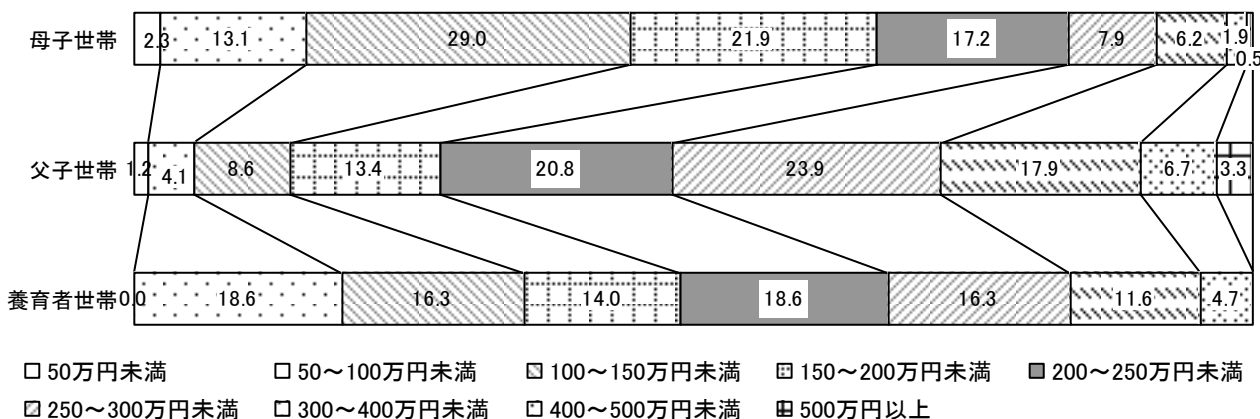 母子世帯 2.3 13.1 29.0 21.9 17.2 7.9 6.2 1.9 0.5
父子世帯 1.2 4.1 8.6 13.4 20.8 23.9 17.9 6.7 3.3
養育者世帯 0.0 18.6 16.3 14.0 18.6 16.3 11.6 4.7
50万円未満 50～100万円未満 100～150万円未満 150～200万円未満 200～250万円未満
250～300万円未満 300～400万円未満 400～500万円未満 500万円以上